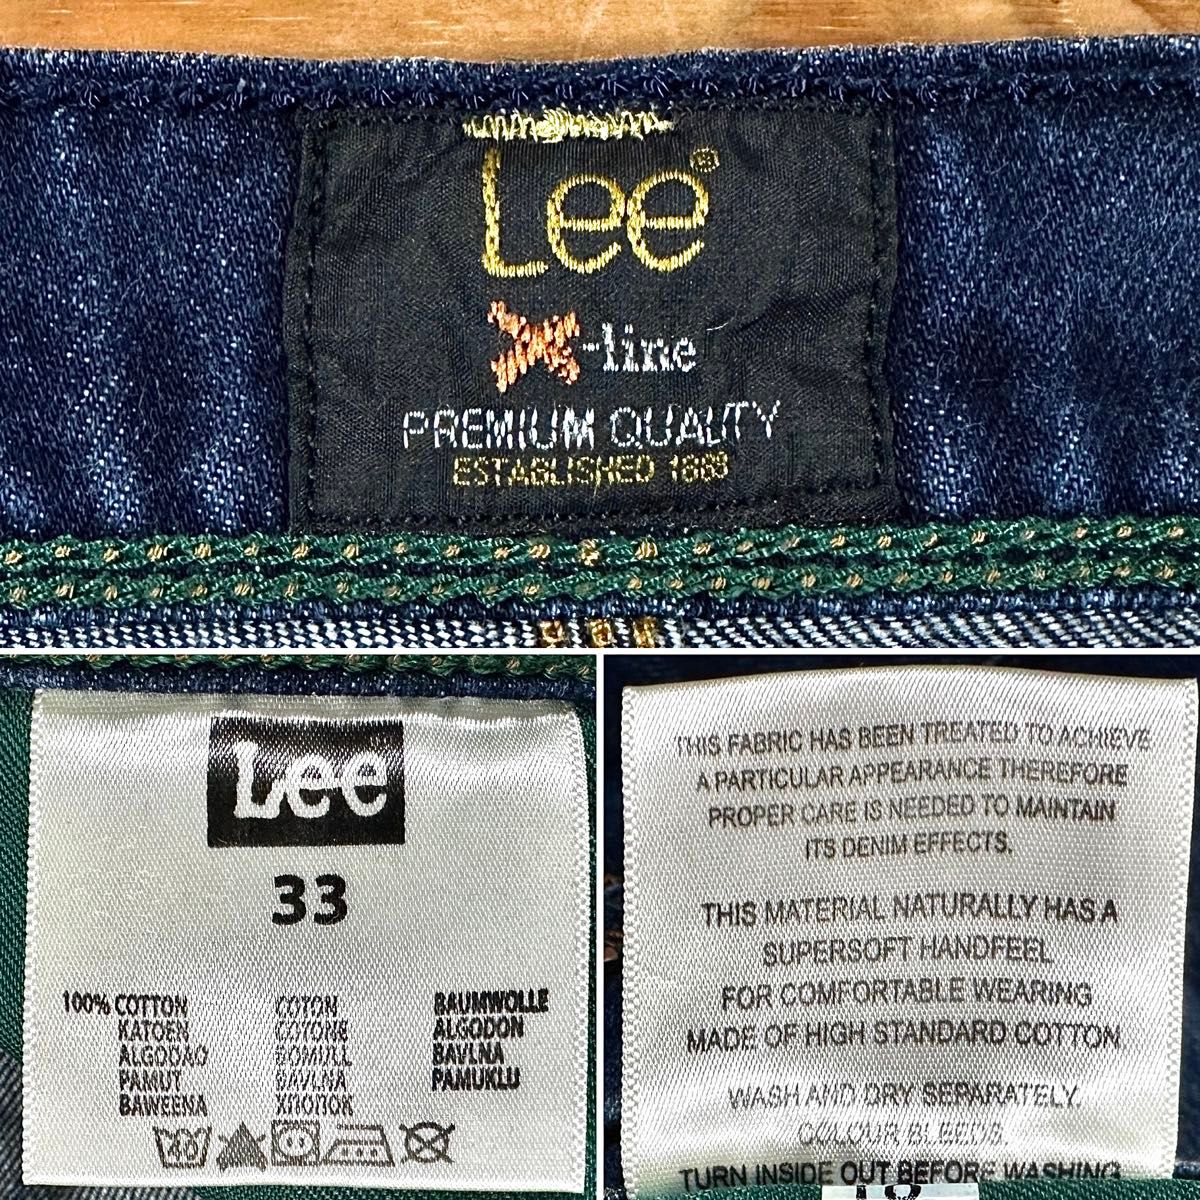 Lee®
X-line
PREMIUM QUALITY
ESTABLISHED 1889
Lee
33
100% COTTON
KATOEN
ALGODAO
PAMUT
BAWEENA
COTON
COTONE
BOMULL
BAVLNA
ХЛОПОК
BAUMWOLLE
ALGODON
BAVLNA
PAMUKLU
40
THIS FABRIC HAS BEEN TREATED TO ACHIEVE
A PARTICULAR APPEARANCE THEREFORE
PROPER CARE IS NEEDED TO MAINTAIN
ITS DENIM EFFECTS.
THIS MATERIAL NATURALLY HAS A
SUPERSOFT HANDFEEL
FOR COMFORTABLE WEARING
MADE OF HIGH STANDARD COTTON
WASH AND DRY SEPARATELY.
COLOUR BLEEDS.
TURN INSIDE OUT BEFORE WASHING